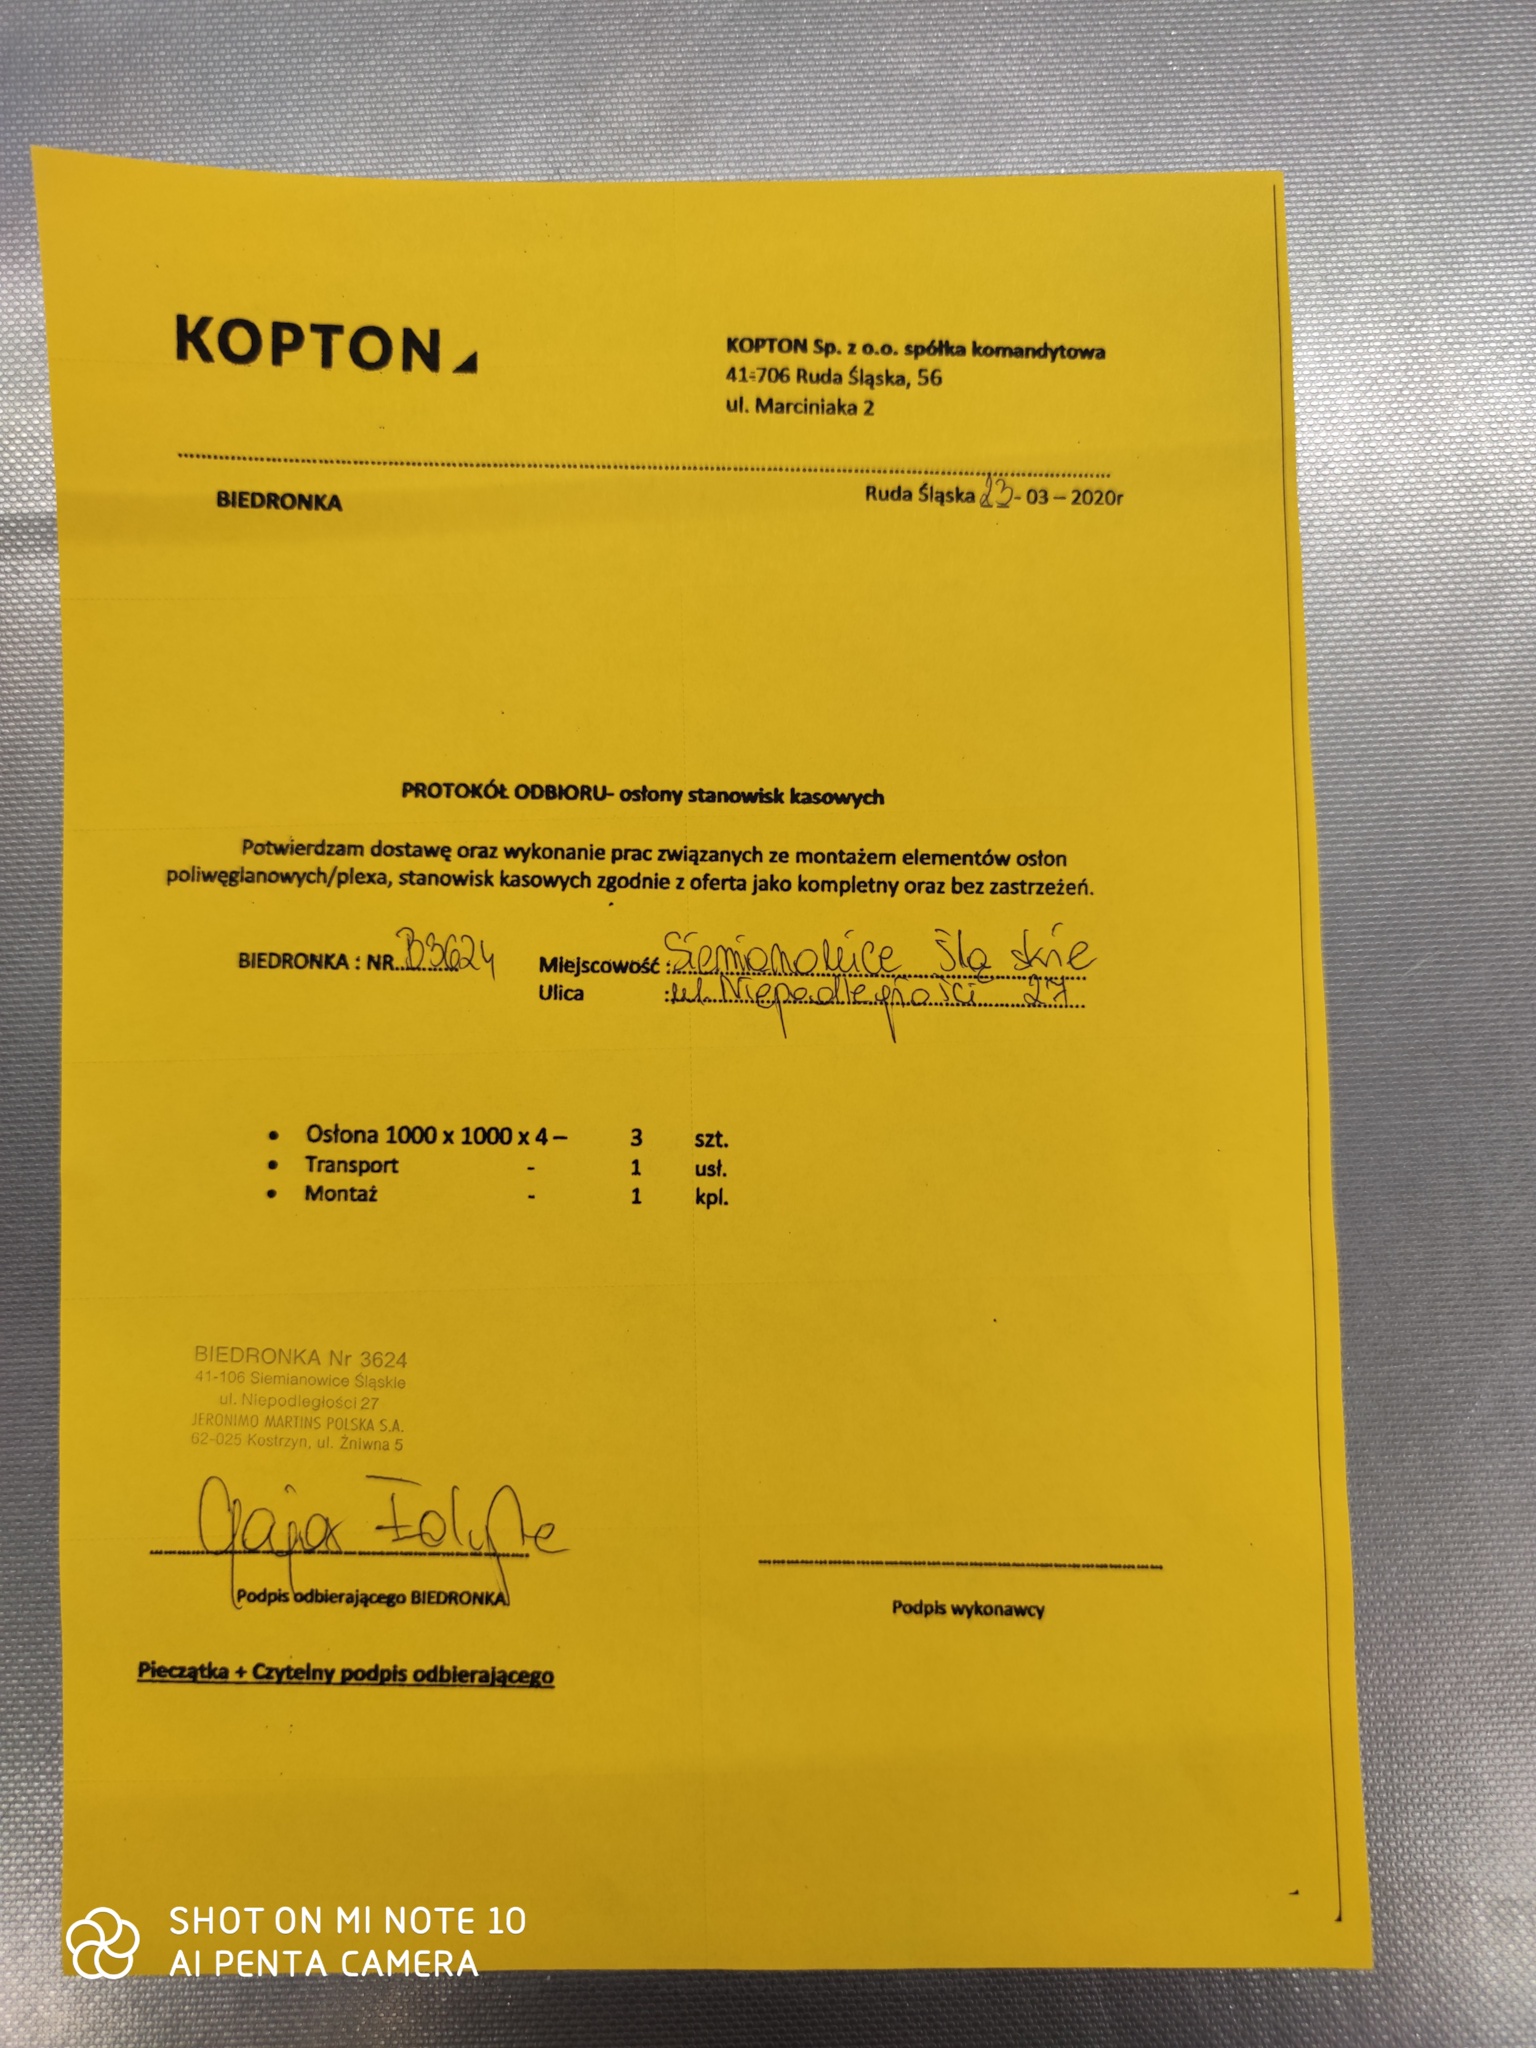 KOPTON
KOPTON Sp. z o.o. spółka komandytowa
41-706 Ruda Śląska, 56
ul. Marciniaka 2
BIEDRONKA
Ruda Śląska 23 - 03 – 2020r
PROTOKÓŁ ODBIORU- osłony stanowisk kasowych
Potwierdzam dostawę oraz wykonanie prac związanych ze montażem elementów osłon
poliwęglanowych/plexa, stanowisk kasowych zgodnie z oferta jako kompletny oraz bez zastrzeżeń.
BIEDRONKA : NR B3624 Miejscowość : Siemianowice Śląskie
Ulica : ul. Niepodległości 27
• Osłona 1000 x 1000 x 4 – 3 szt.
• Transport - 1 usł.
• Montaż - 1 kpl.
BIEDRONKA Nr 3624
41-106 Siemianowice Śląskie
ul. Niepodległości 27
JERONIMO MARTINS POLSKA S.A.
62-025 Kostrzyn, ul. Żniwna 5
Podpis odbierającego BIEDRONKA
Podpis wykonawcy
Pieczątka + Czytelny podpis odbierającego
SHOT ON MI NOTE 10
AI PENTA CAMERA